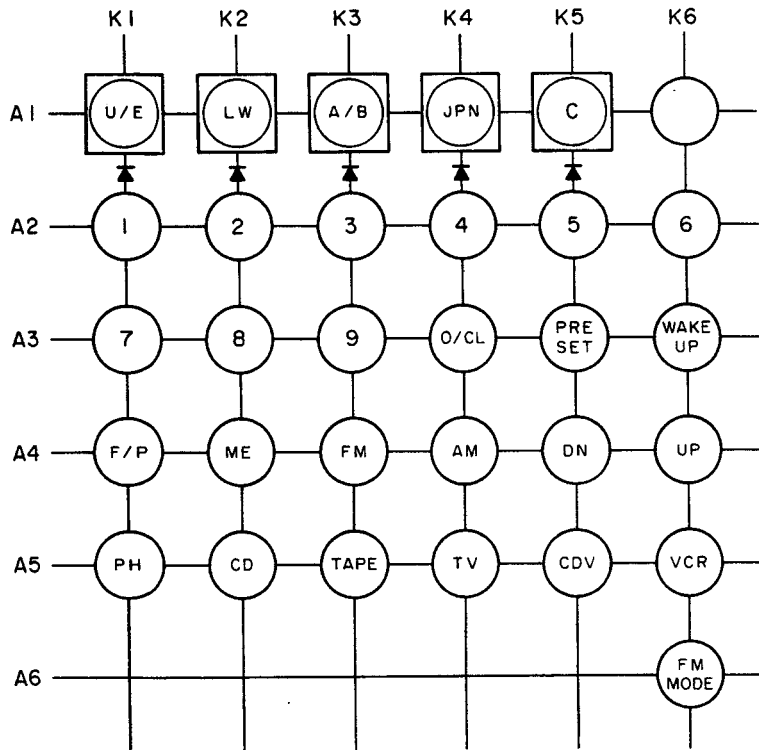 K1 K2 K3 K4 K5 K6
A1 U/E LW A/B JPN C
A2 1 2 3 4 5 6
A3 7 8 9 O/CL PRE SET WAKE UP
A4 F/P ME FM AM DN UP
A5 PH CD TAPE TV CDV VCR
A6 FM MODE